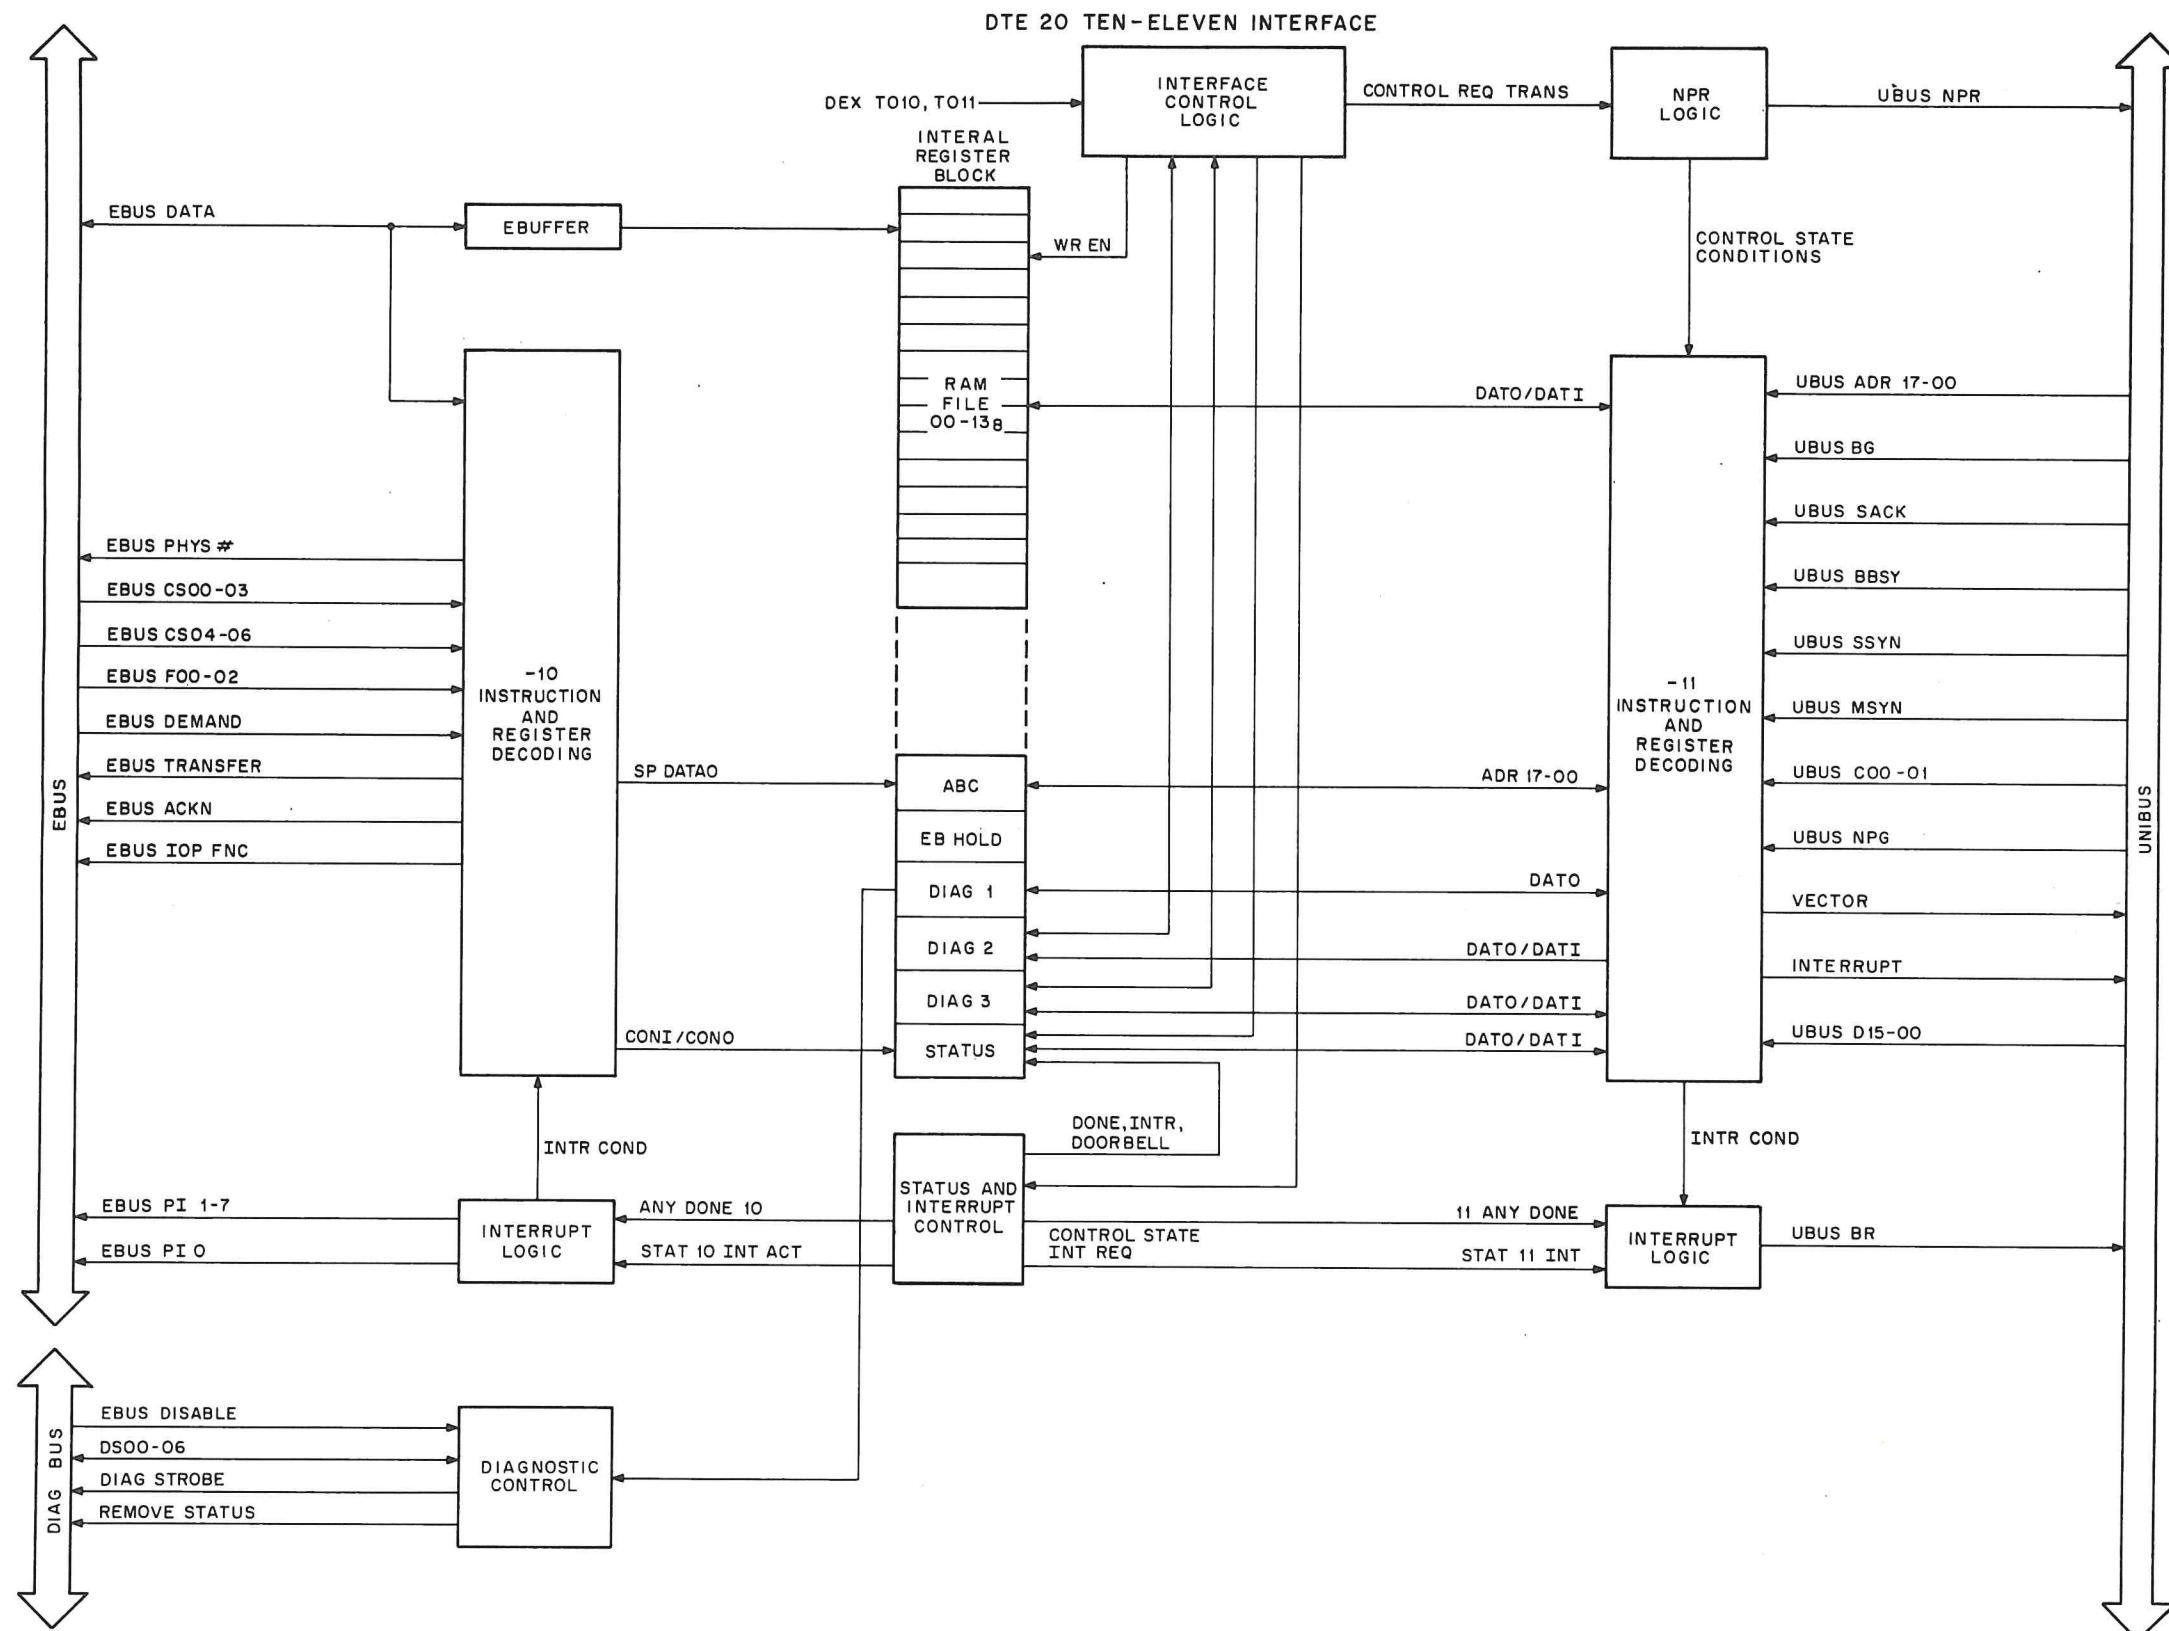 DTE 20 TEN-ELEVEN INTERFACE
INTERFACE
CONTROL
LOGIC
DEX TO10, TO11
CONTROL REQ TRANS
NPR
LOGIC
UBUS NPR
INTERAL
REGISTER
BLOCK
EBUS DATA
EBUFFER
WR EN
CONTROL STATE
CONDITIONS
RAM
FILE
00-138
DATO/DATI
UBUS ADR 17-00
UBUS BG
UBUS SACK
UBUS BBSY
UBUS SSYN
UBUS MSYN
UBUS C00-01
UBUS NPG
VECTOR
INTERRUPT
UBUS D15-00
EBUS PHYS #
EBUS CS00-03
EBUS CS04-06
EBUS F00-02
EBUS DEMAND
EBUS TRANSFER
EBUS ACKN
EBUS IOP FNC
-10
INSTRUCTION
AND
REGISTER
DECODING
-11
INSTRUCTION
AND
REGISTER
DECODING
EBUS
UNIBUS
SP DATAO
ABC
ADR 17-00
EB HOLD
DIAG 1
DATO
DIAG 2
DATO/DATI
DIAG 3
DATO/DATI
CONI/CONO
STATUS
DATO/DATI
INTR COND
DONE, INTR,
DOORBELL
INTR COND
STATUS AND
INTERRUPT
CONTROL
EBUS PI 1-7
EBUS PI 0
INTERRUPT
LOGIC
ANY DONE 10
STAT 10 INT ACT
CONTROL STATE
INT REQ
11 ANY DONE
STAT 11 INT
INTERRUPT
LOGIC
UBUS BR
DIAG BUS
EBUS DISABLE
DS00-06
DIAG STROBE
REMOVE STATUS
DIAGNOSTIC
CONTROL